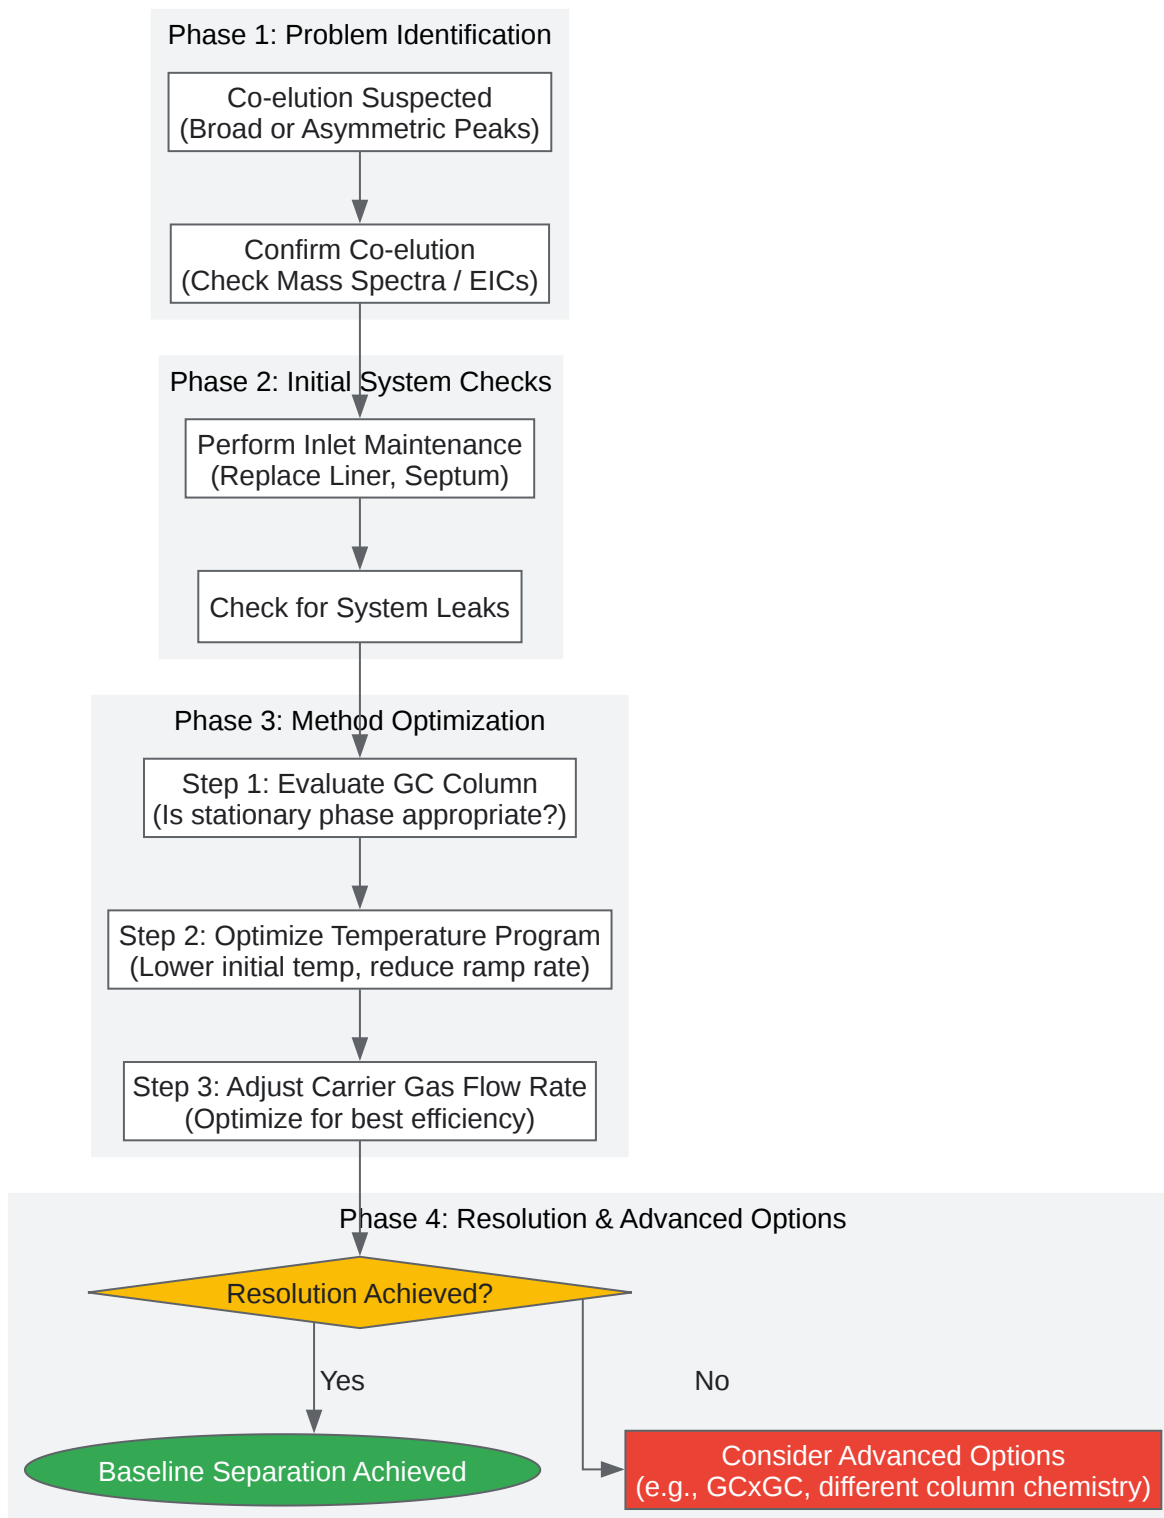 Phase 1: Problem Identification
Co-elution Suspected
(Broad or Asymmetric Peaks)
Confirm Co-elution
(Check Mass Spectra / EICs)
Phase 2: Initial System Checks
Perform Inlet Maintenance
(Replace Liner, Septum)
Check for System Leaks
Phase 3: Method Optimization
Step 1: Evaluate GC Column
(Is stationary phase appropriate?)
Step 2: Optimize Temperature Program
(Lower initial temp, reduce ramp rate)
Step 3: Adjust Carrier Gas Flow Rate
(Optimize for best efficiency)
Phase 4: Resolution & Advanced Options
Resolution Achieved?
Yes
No
Baseline Separation Achieved
Consider Advanced Options
(e.g., GCxGC, different column chemistry)